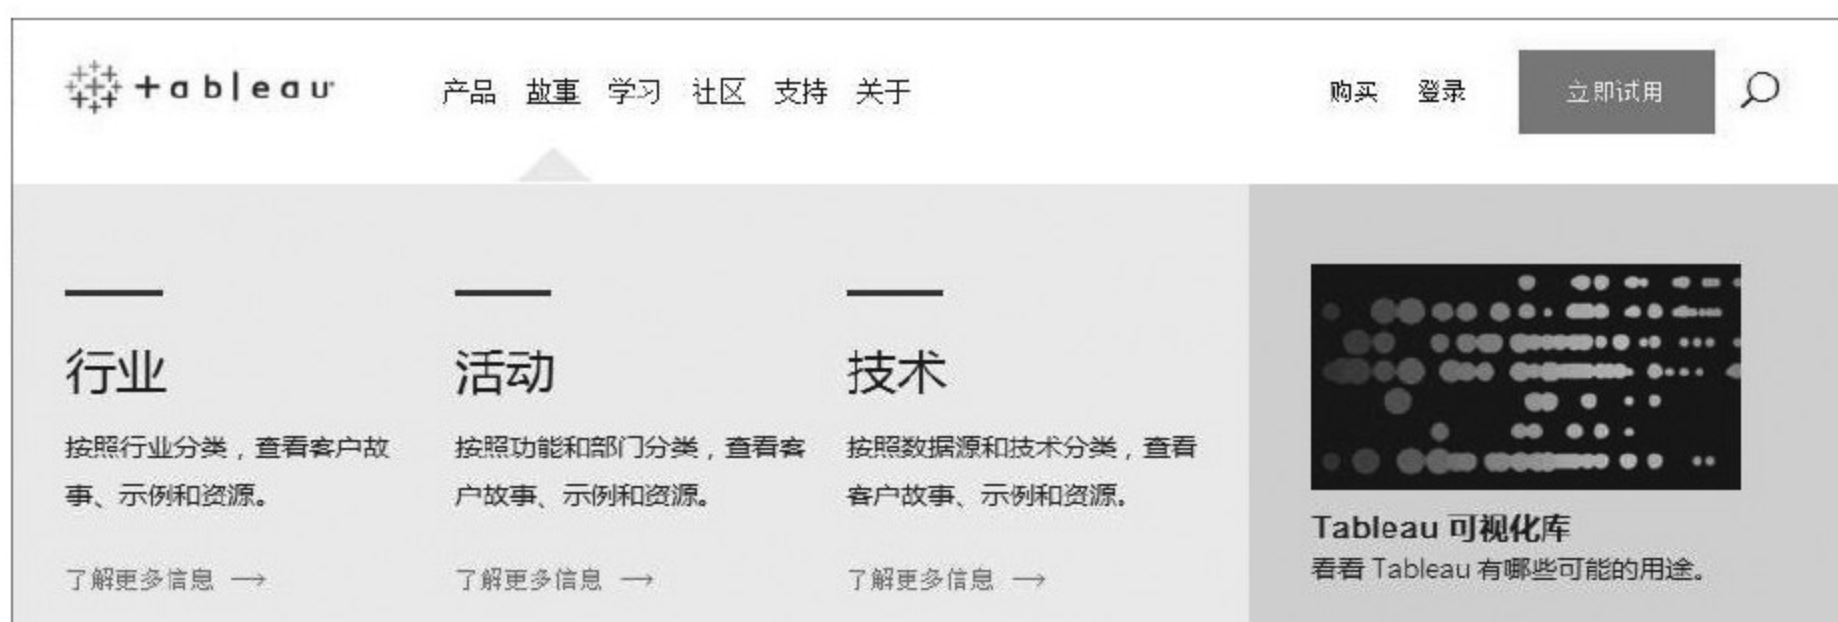 tableau 产品 故事 学习 社区 支持 关于 购买 登录 立即试用
行业
按照行业分类，查看客户故
事、示例和资源。
了解更多信息 →
活动
按照功能和部门分类，查看客
户故事、示例和资源。
了解更多信息 →
技术
按照数据源和技术分类，查看
客户故事、示例和资源。
了解更多信息 →
Tableau 可视化库
看看 Tableau 有哪些可能的用途。